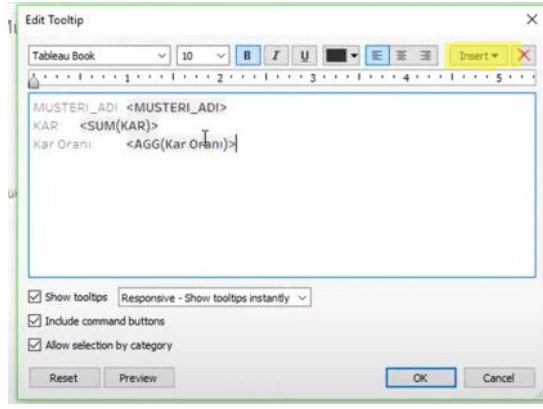 Edit Tooltip
Tableau Book 10 B I U Insert
1 2 3 4 5
MUSTERI_ADI: <MUSTERI_ADI>
KAR: <SUM(KAR)>
Kar Oranı: <AGG(Kar Oranı)>
Show tooltips Responsive - Show tooltips instantly
Include command buttons
Allow selection by category
Reset Preview OK Cancel